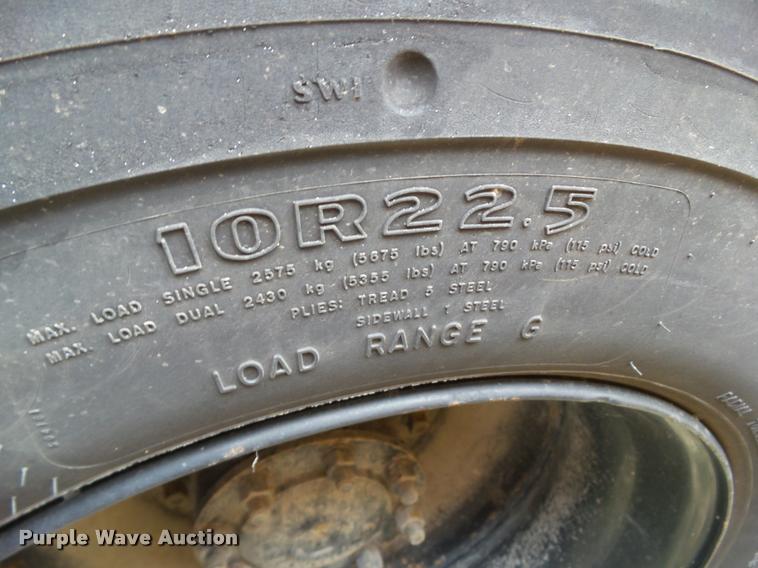 SWI
10R22.5
MAX. LOAD SINGLE 2575 kg (5675 lbs) AT 790 kPa (115 psi) COLD
MAX. LOAD DUAL 2430 kg (5355 lbs) AT 790 kPa (115 psi) COLD
PLIES: TREAD 5 STEEL
SIDEWALL 1 STEEL
LOAD RANGE G
Purple Wave Auction